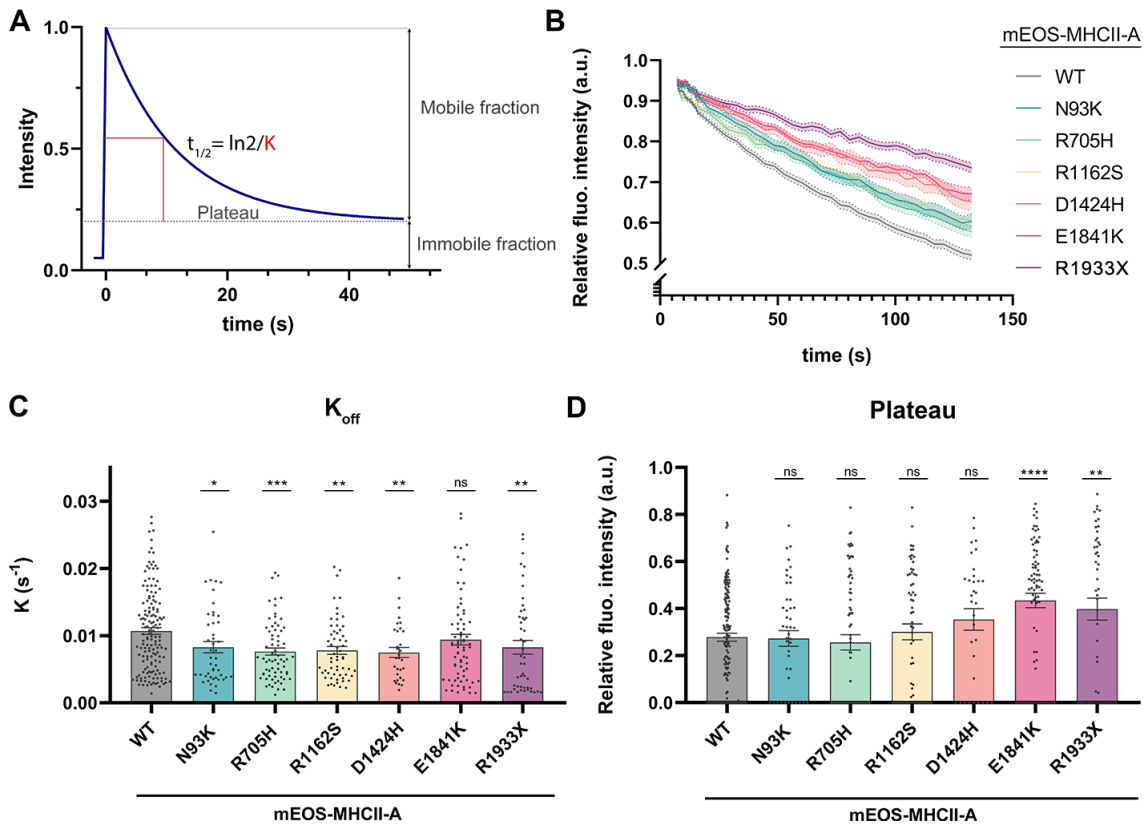 A
Intensity
1.0
0.5
0.0
t1/2= ln2/K
Plateau
Mobile fraction
Immobile fraction
0 20 40
time (s)
B
mEOS-MHCII-A
Relative fluo. intensity (a.u.)
1.0
0.9
0.8
0.7
0.6
0.5
0 50 100 150
time (s)
WT
N93K
R705H
R1162S
D1424H
E1841K
R1933X
C
Koff
K (s-1)
0.03
0.02
0.01
0.00
* *** ** ** ns **
WT N93K R705H R1162S D1424H E1841K R1933X
mEOS-MHCII-A
D
Plateau
Relative fluo. intensity (a.u.)
1.0
0.8
0.6
0.4
0.2
0.0
ns ns ns ns **** **
WT N93K R705H R1162S D1424H E1841K R1933X
mEOS-MHCII-A